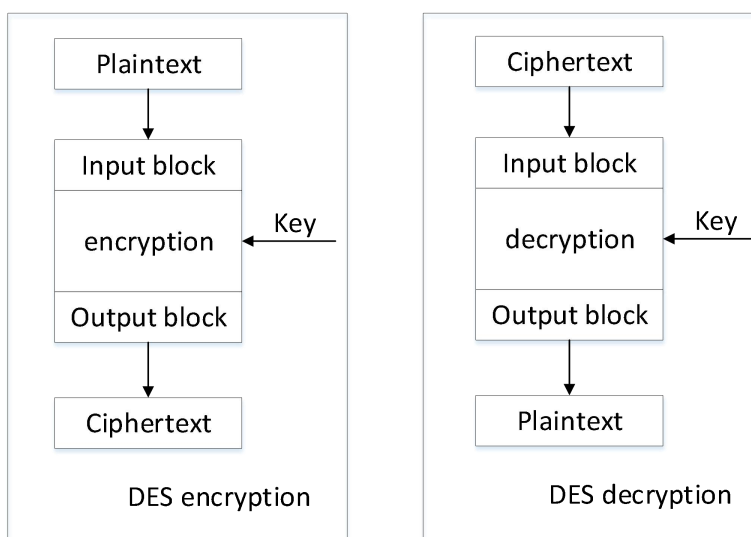 Plaintext
Input block
encryption
Key
Output block
Ciphertext
DES encryption
Ciphertext
Input block
decryption
Key
Output block
Plaintext
DES decryption